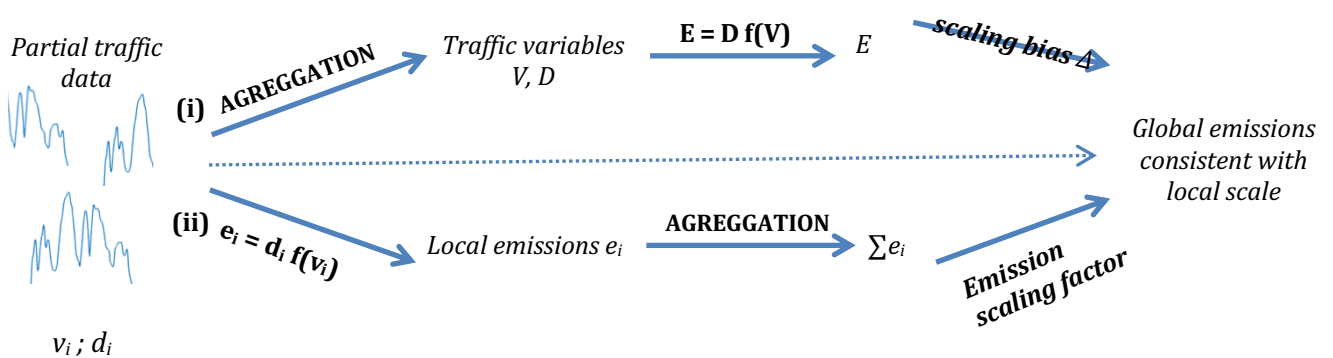 Partial traffic
data
(i)
AGREGGATION
Traffic variables
V, D
E = D f(V)
E
scaling bias Δ
Global emissions
consistent with
local scale
(ii)
eᵢ = dᵢ f(vᵢ)
Local emissions eᵢ
AGREGGATION
∑eᵢ
Emission
scaling factor
vᵢ ; dᵢ